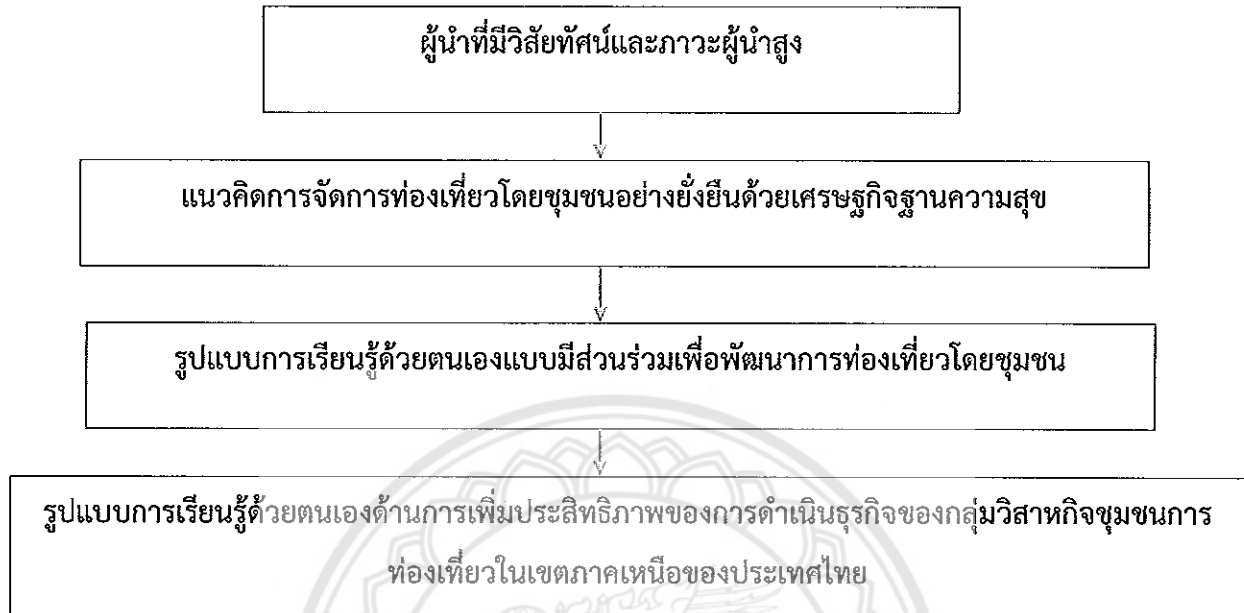 ผู้นำที่มีวิสัยทัศน์และภาวะผู้นำสูง
แนวคิดการจัดการท่องเที่ยวโดยชุมชนอย่างยั่งยืนด้วยเศรษฐกิจฐานความสุข
รูปแบบการเรียนรู้ด้วยตนเองแบบมีส่วนร่วมเพื่อพัฒนาการท่องเที่ยวโดยชุมชน
รูปแบบการเรียนรู้ด้วยตนเองด้านการเพิ่มประสิทธิภาพของการดำเนินธุรกิจของกลุ่มวิสาหกิจชุมชนการ
ท่องเที่ยวในเขตภาคเหนือของประเทศไทย